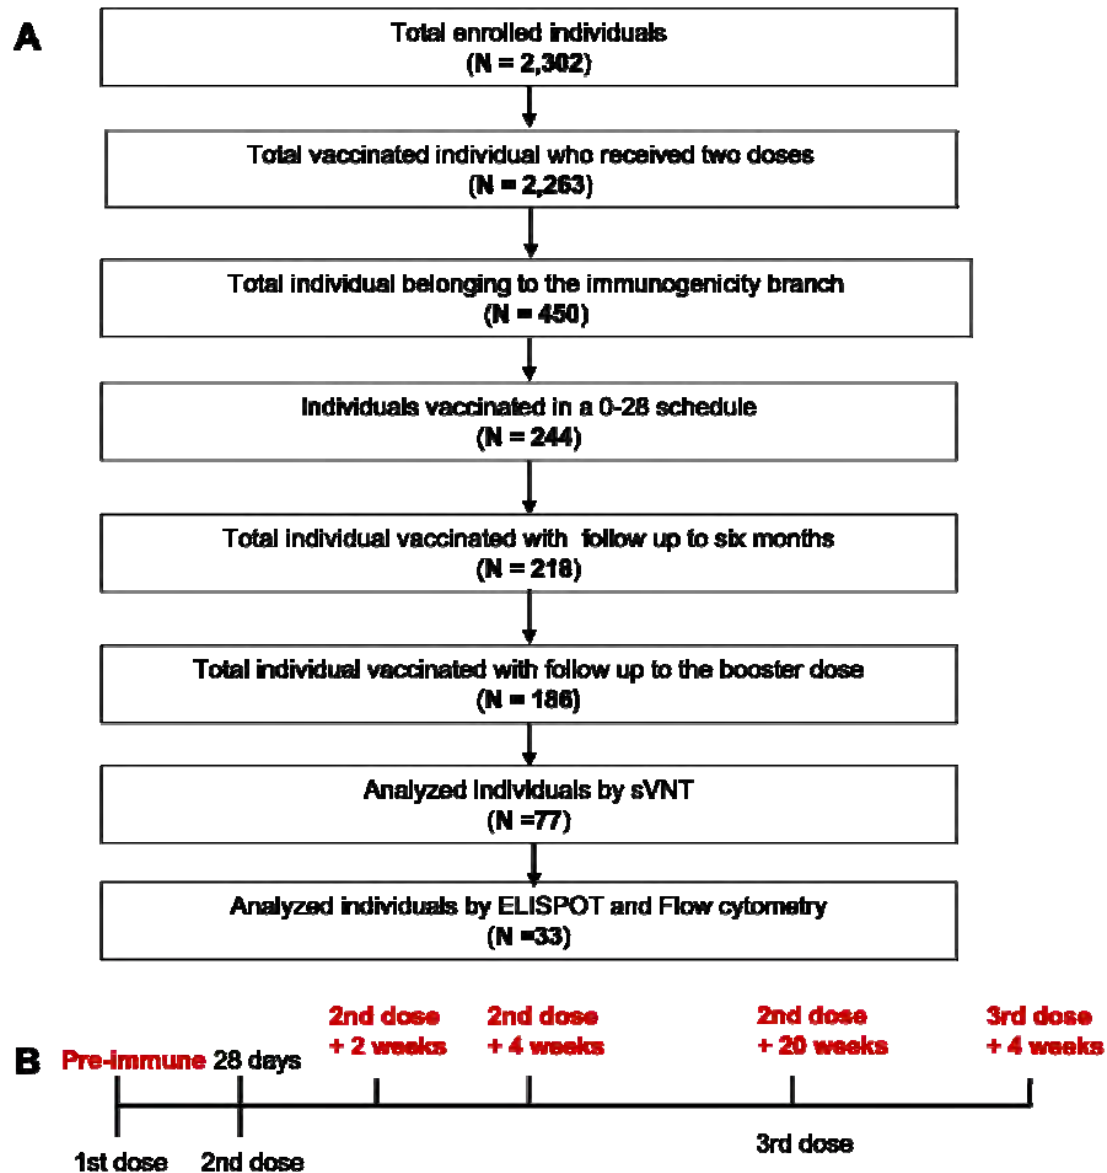 A
Total enrolled individuals
(N = 2,302)
Total vaccinated individual who received two doses
(N = 2,263)
Total individual belonging to the immunogenicity branch
(N = 450)
Individuals vaccinated in a 0-28 schedule
(N = 244)
Total individual vaccinated with follow up to six months
(N = 218)
Total individual vaccinated with follow up to the booster dose
(N = 186)
Analyzed Individuals by sVNT
(N =77)
Analyzed individuals by ELISPOT and Flow cytometry
(N =33)
B
Pre-immune 28 days
2nd dose
+ 2 weeks
2nd dose
+ 4 weeks
2nd dose
+ 20 weeks
3rd dose
+ 4 weeks
1st dose 2nd dose
3rd dose